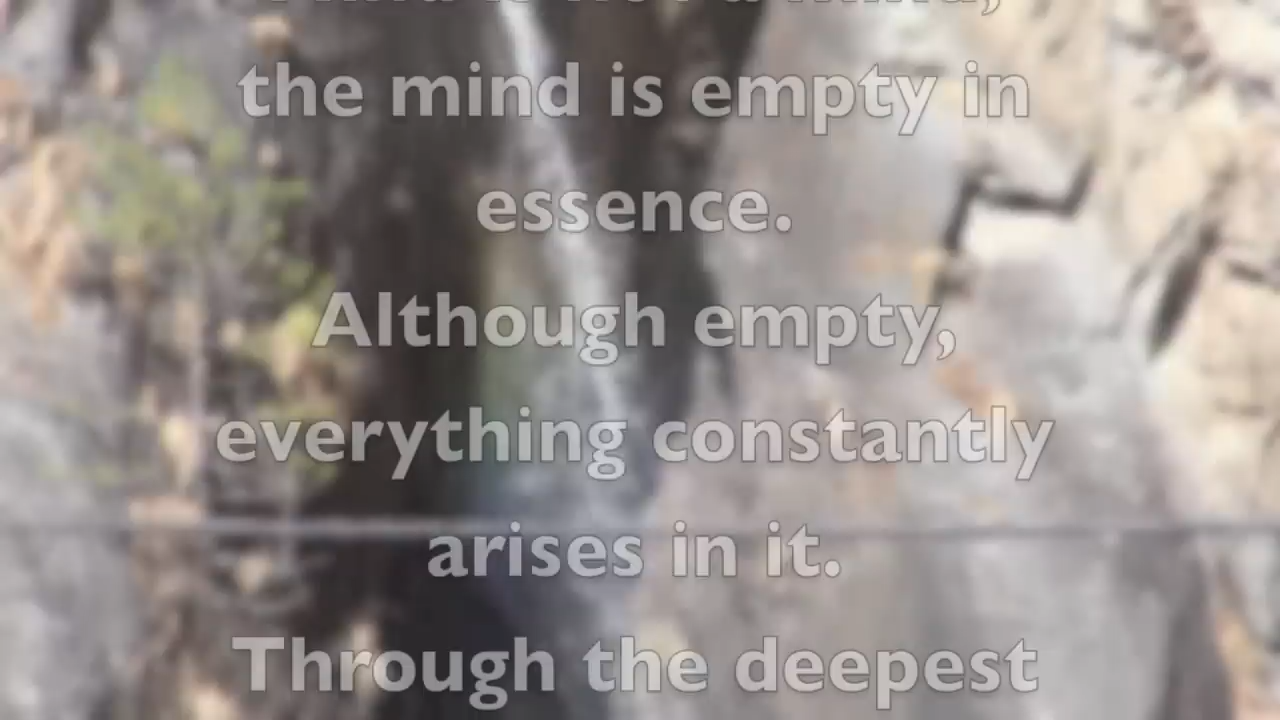 the mind is empty in
essence.
Although empty,
everything constantly
arises in it.
Through the deepest